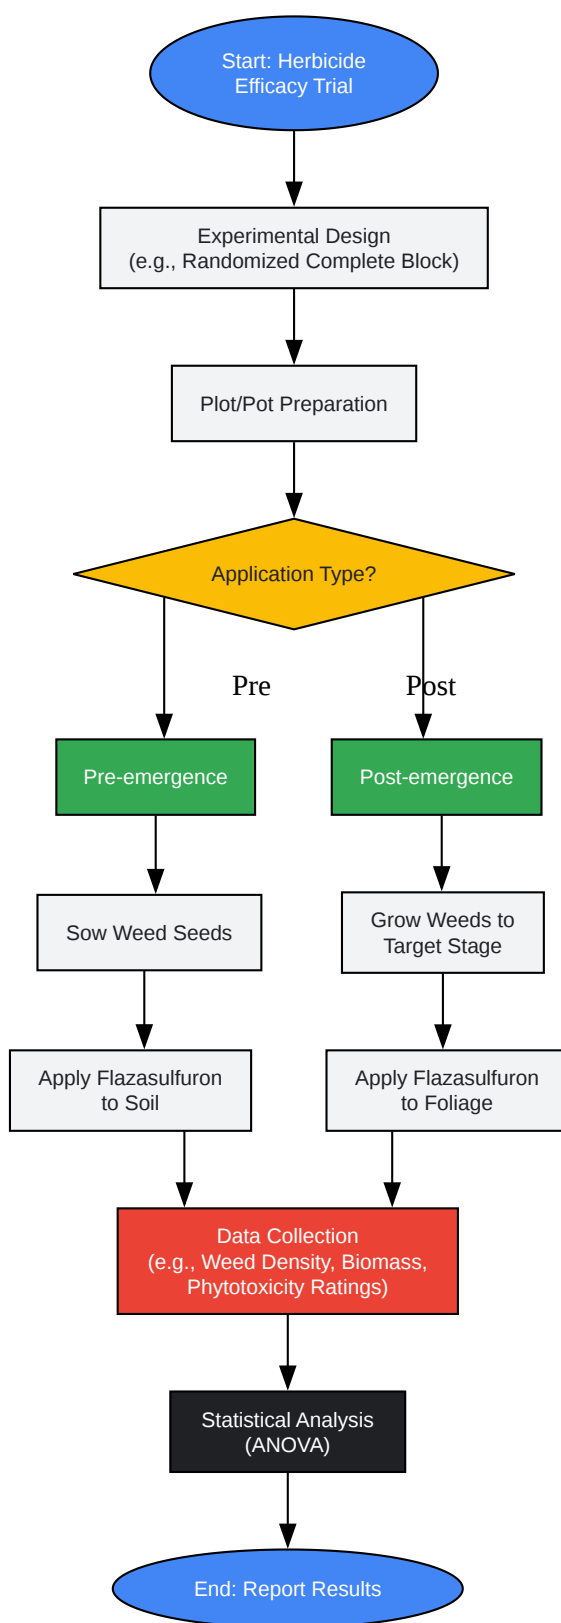 Start: Herbicide
Efficacy Trial
Experimental Design
(e.g., Randomized Complete Block)
Plot/Pot Preparation
Application Type?
Pre
Post
Pre-emergence
Post-emergence
Sow Weed Seeds
Grow Weeds to
Target Stage
Apply Flazasulfuron
to Soil
Apply Flazasulfuron
to Foliage
Data Collection
(e.g., Weed Density, Biomass,
Phytotoxicity Ratings)
Statistical Analysis
(ANOVA)
End: Report Results